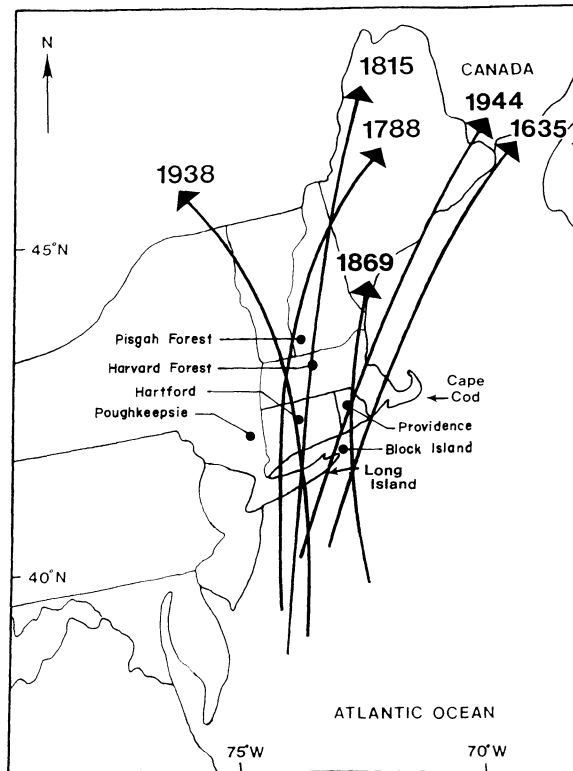 N
1815
CANADA
1944
1788
1635
1938
45°N
1869
Pisgah Forest
Harvard Forest
Hartford
Poughkeepsie
Cape
Cod
Providence
Block Island
Long
Island
40°N
ATLANTIC OCEAN
75°W
70°W